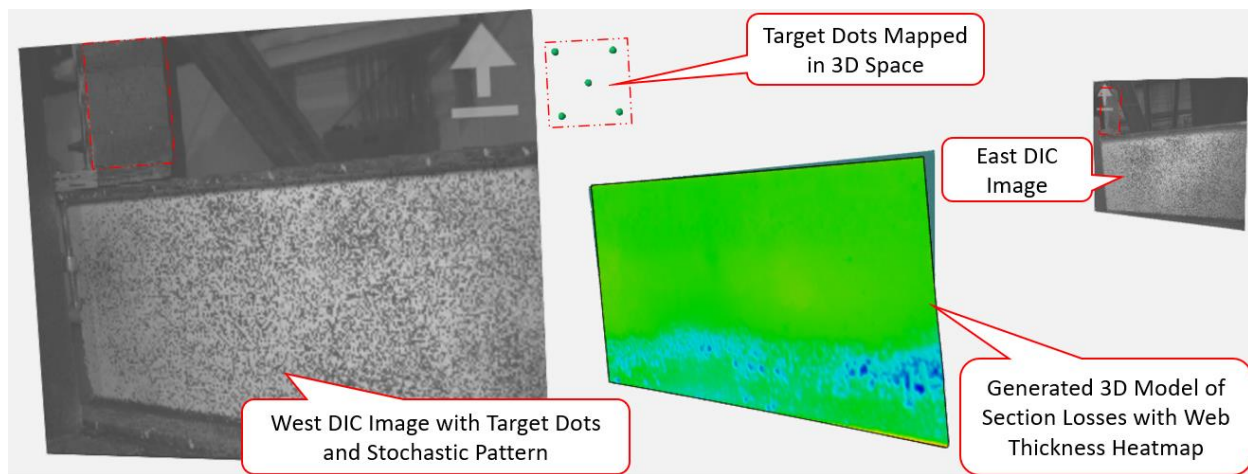 Target Dots Mapped
in 3D Space
East DIC
Image
West DIC Image with Target Dots
and Stochastic Pattern
Generated 3D Model of
Section Losses with Web
Thickness Heatmap